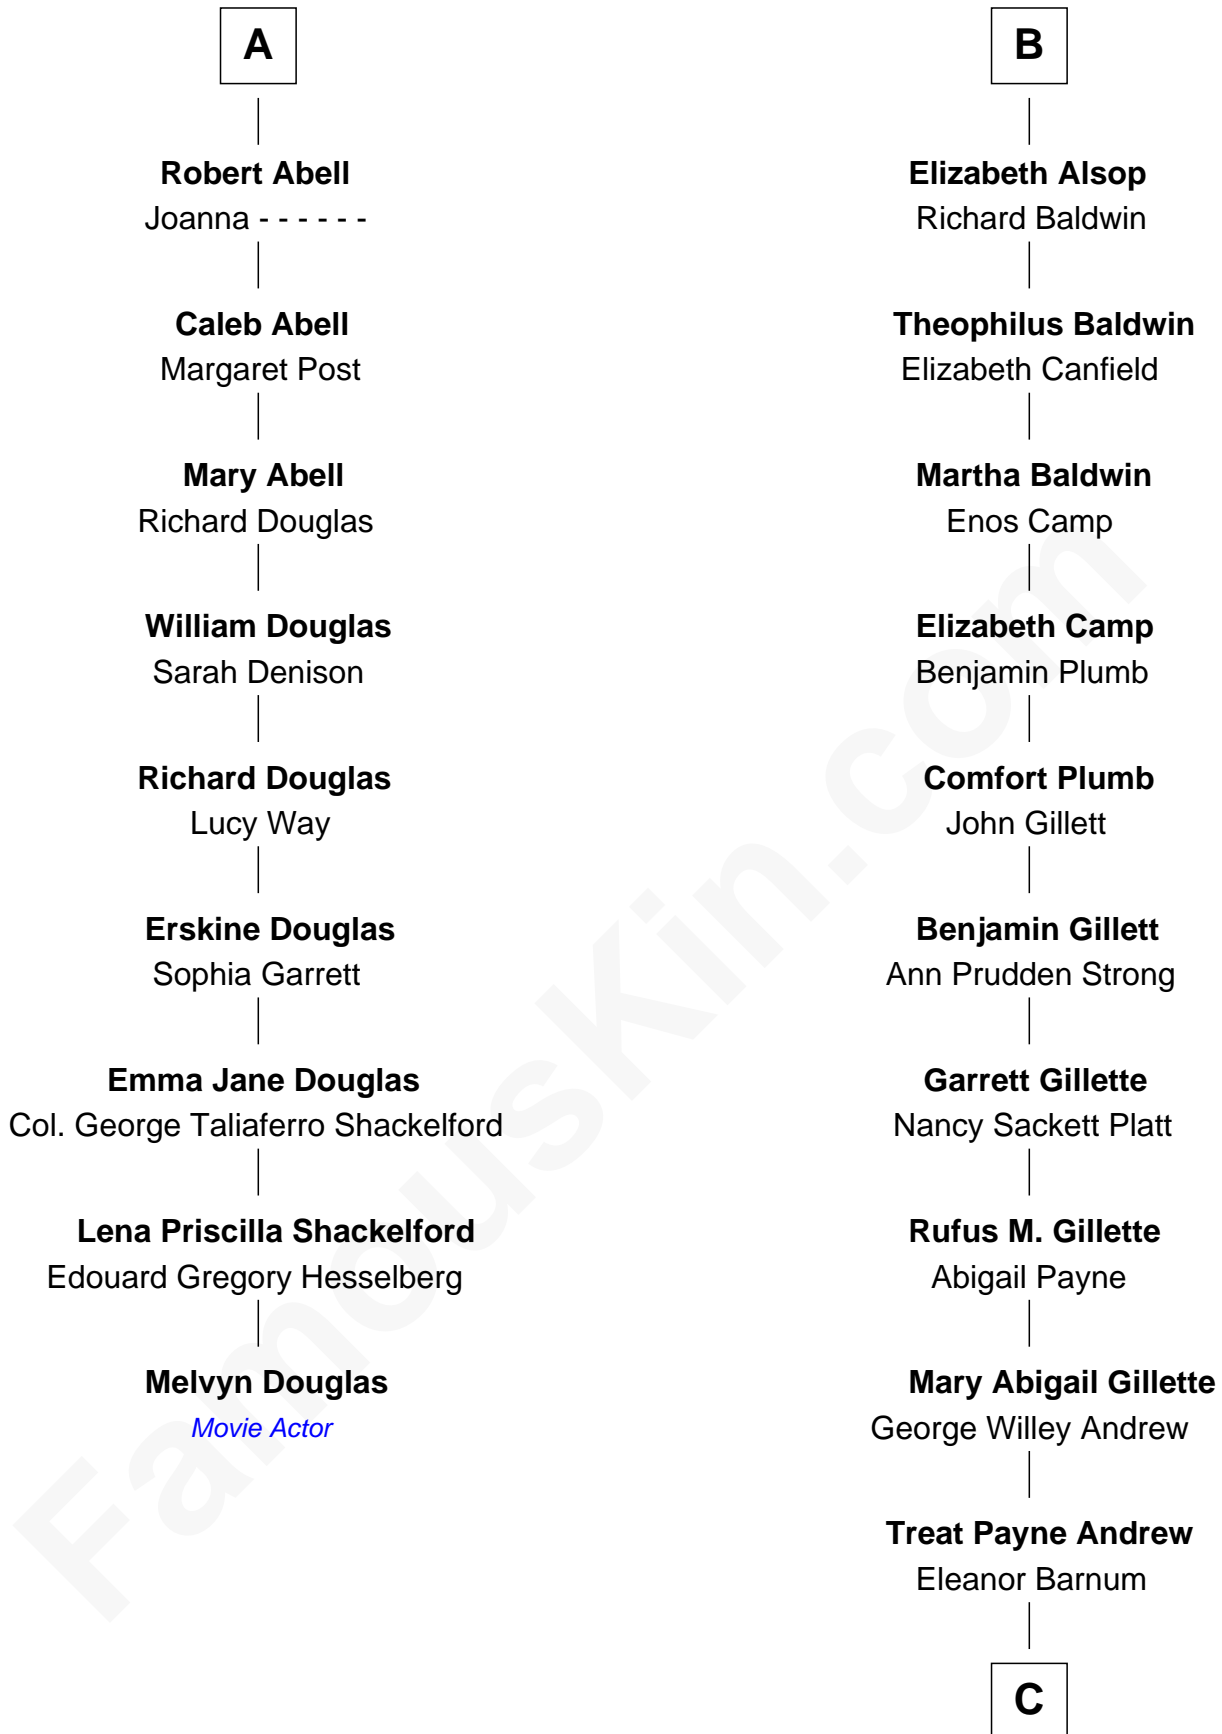 A
Robert Abell
Joanna - - - - - -
Caleb Abell
Margaret Post
Mary Abell
Richard Douglas
William Douglas
Sarah Denison
Richard Douglas
Lucy Way
Erskine Douglas
Sophia Garrett
Emma Jane Douglas
Col. George Taliaferro Shackelford
Lena Priscilla Shackelford
Edouard Gregory Hesselberg
Melvyn Douglas
Movie Actor
B
Elizabeth Alsop
Richard Baldwin
Theophilus Baldwin
Elizabeth Canfield
Martha Baldwin
Enos Camp
Elizabeth Camp
Benjamin Plumb
Comfort Plumb
John Gillett
Benjamin Gillett
Ann Prudden Strong
Garrett Gillette
Nancy Sackett Platt
Rufus M. Gillette
Abigail Payne
Mary Abigail Gillette
George Willey Andrew
Treat Payne Andrew
Eleanor Barnum
C
FamousKin.com